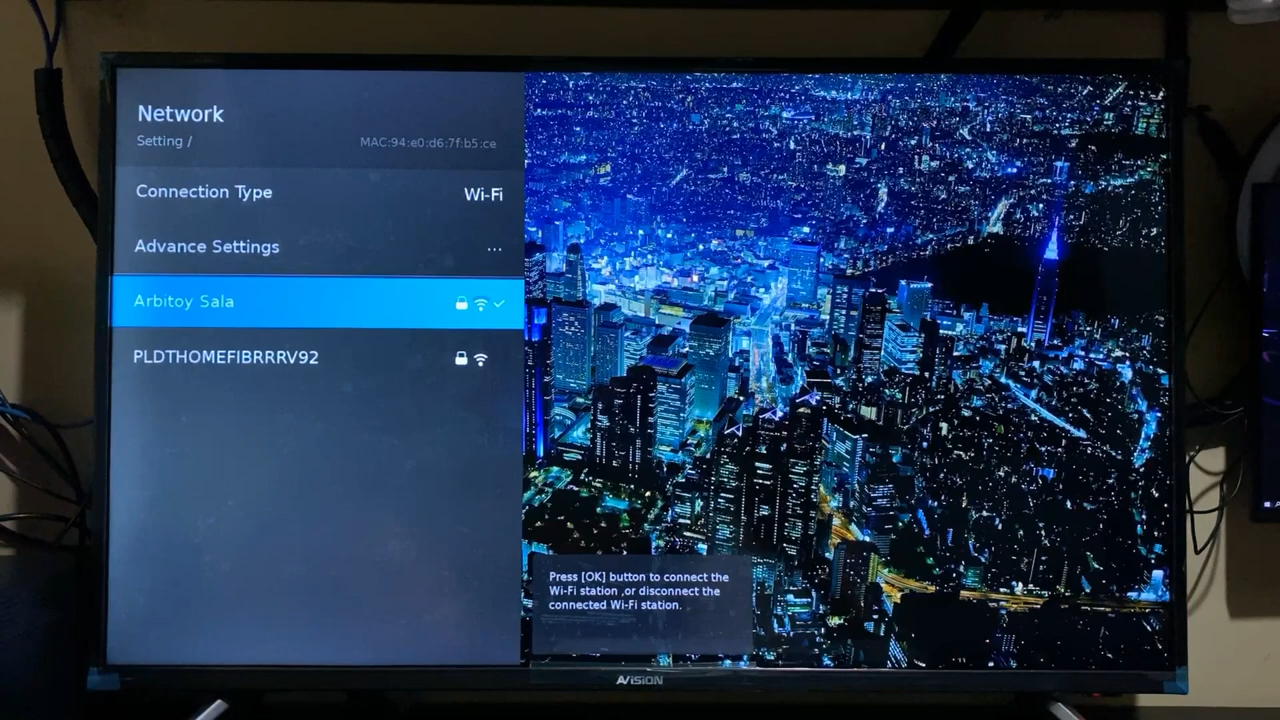 Network
Setting /
MAC:94:e0:d6:7f:b5:ce
Connection Type
Wi-Fi
Advance Settings
...
Arbitoy Sala
PLDTHOMEFIBRRRV92
Press [OK] button to connect the
Wi-Fi station ,or disconnect the
connected Wi-Fi station.
AVISION